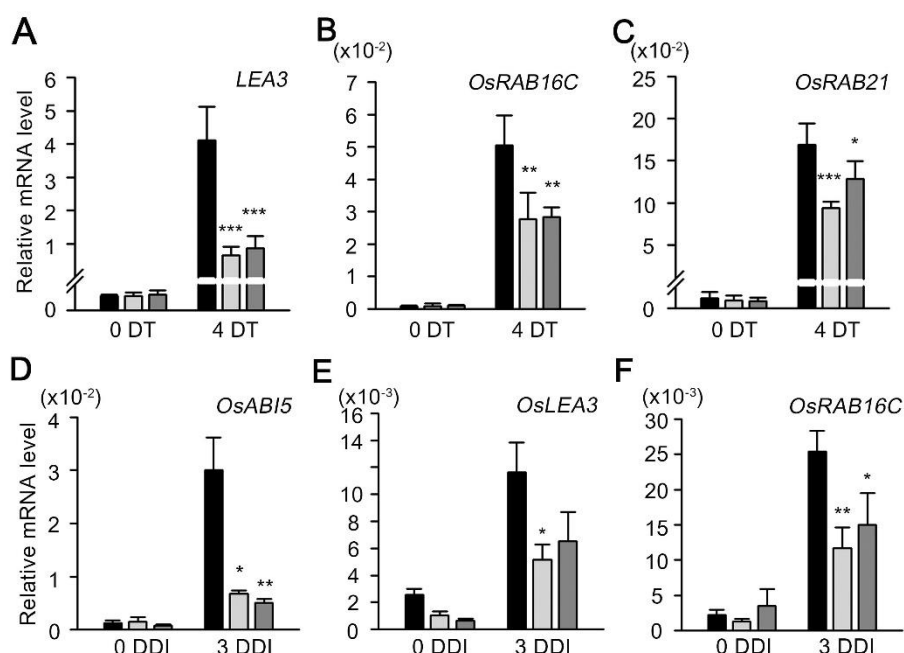 A
LEA3
Relative mRNA level
6
5
4
3
2
1
0
***
***
0 DT
4 DT
B
(x10-2)
OsRAB16C
7
6
5
4
3
2
1
0
**
**
0 DT
4 DT
C
(x10-2)
OsRAB21
25
20
15
10
5
0
***
*
0 DT
4 DT
D
(x10-2)
OsABI5
Relative mRNA level
4
3
2
1
0
*
**
0 DDI
3 DDI
E
(x10-3)
OsLEA3
16
14
12
10
8
6
4
2
0
*
0 DDI
3 DDI
F
(x10-3)
OsRAB16C
30
25
20
15
10
5
0
**
*
0 DDI
3 DDI